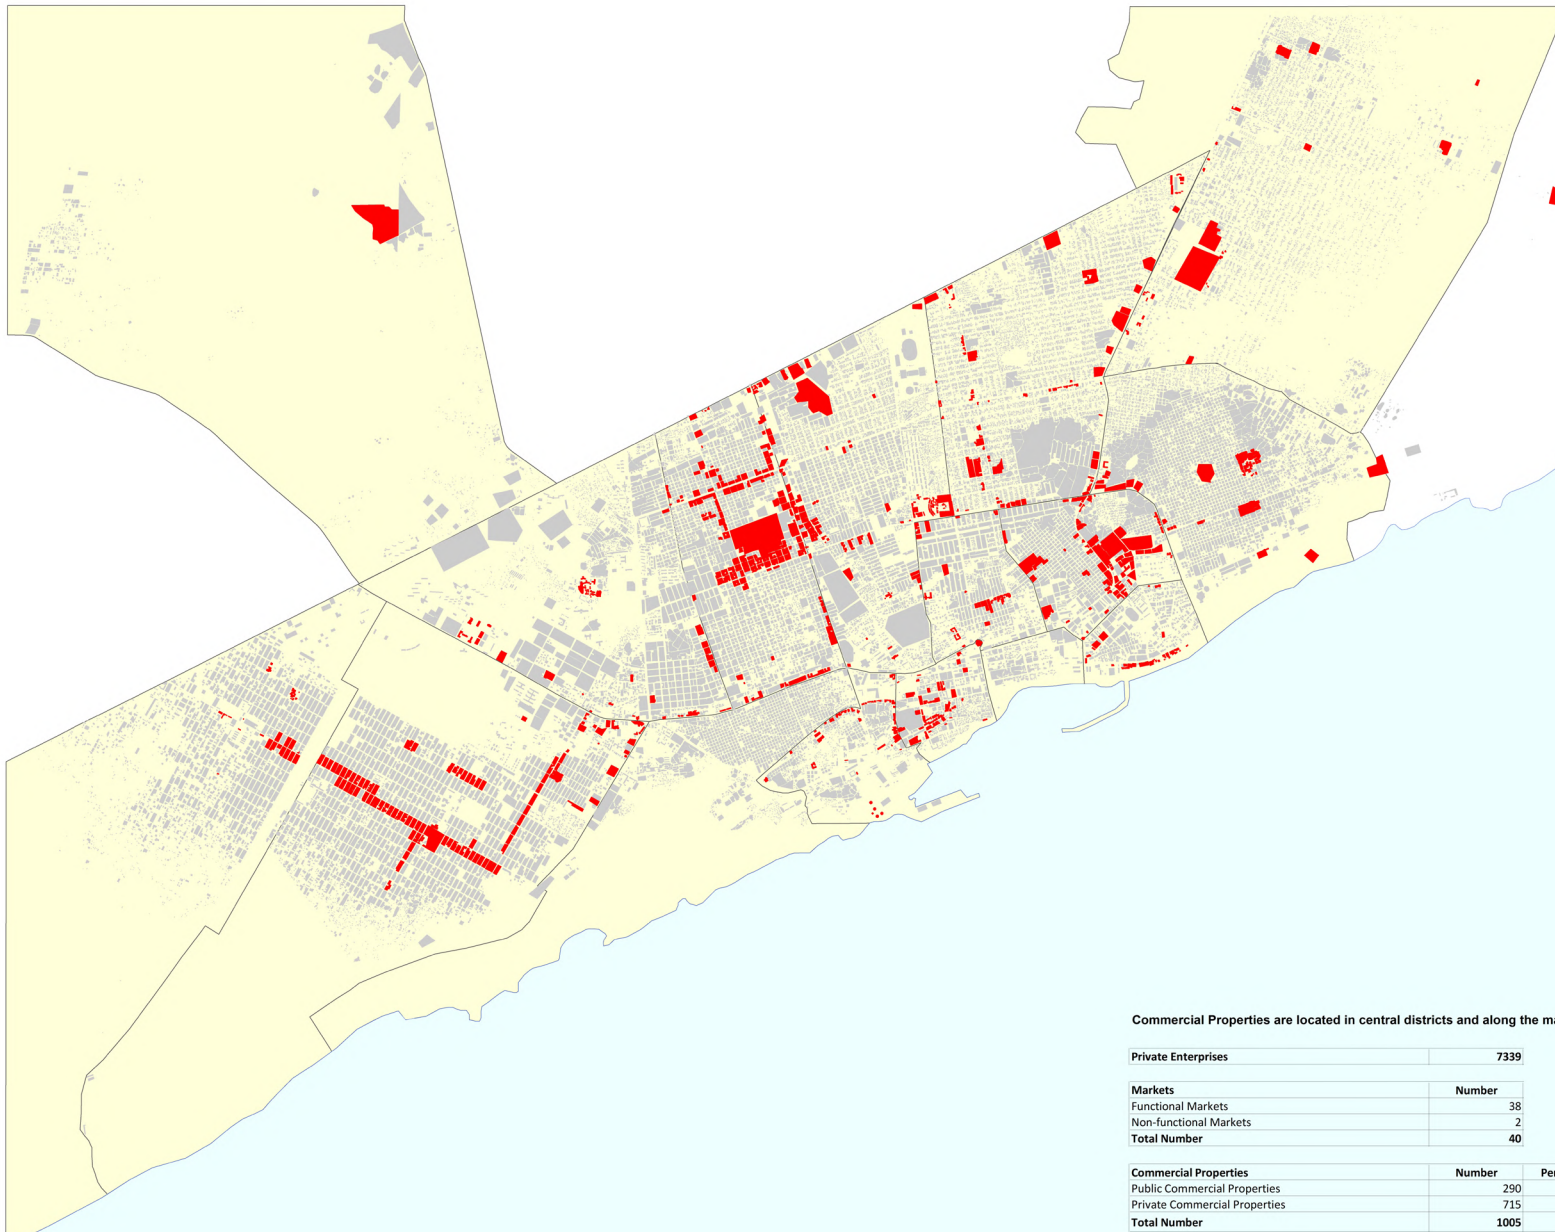 Commercial Properties are located in central districts and along the
Private Enterprises 7339
Markets Number
Functional Markets 38
Non-functional Markets 2
Total Number 40
Commercial Properties Number
Public Commercial Properties 290
Private Commercial Properties 715
Total Number 1005